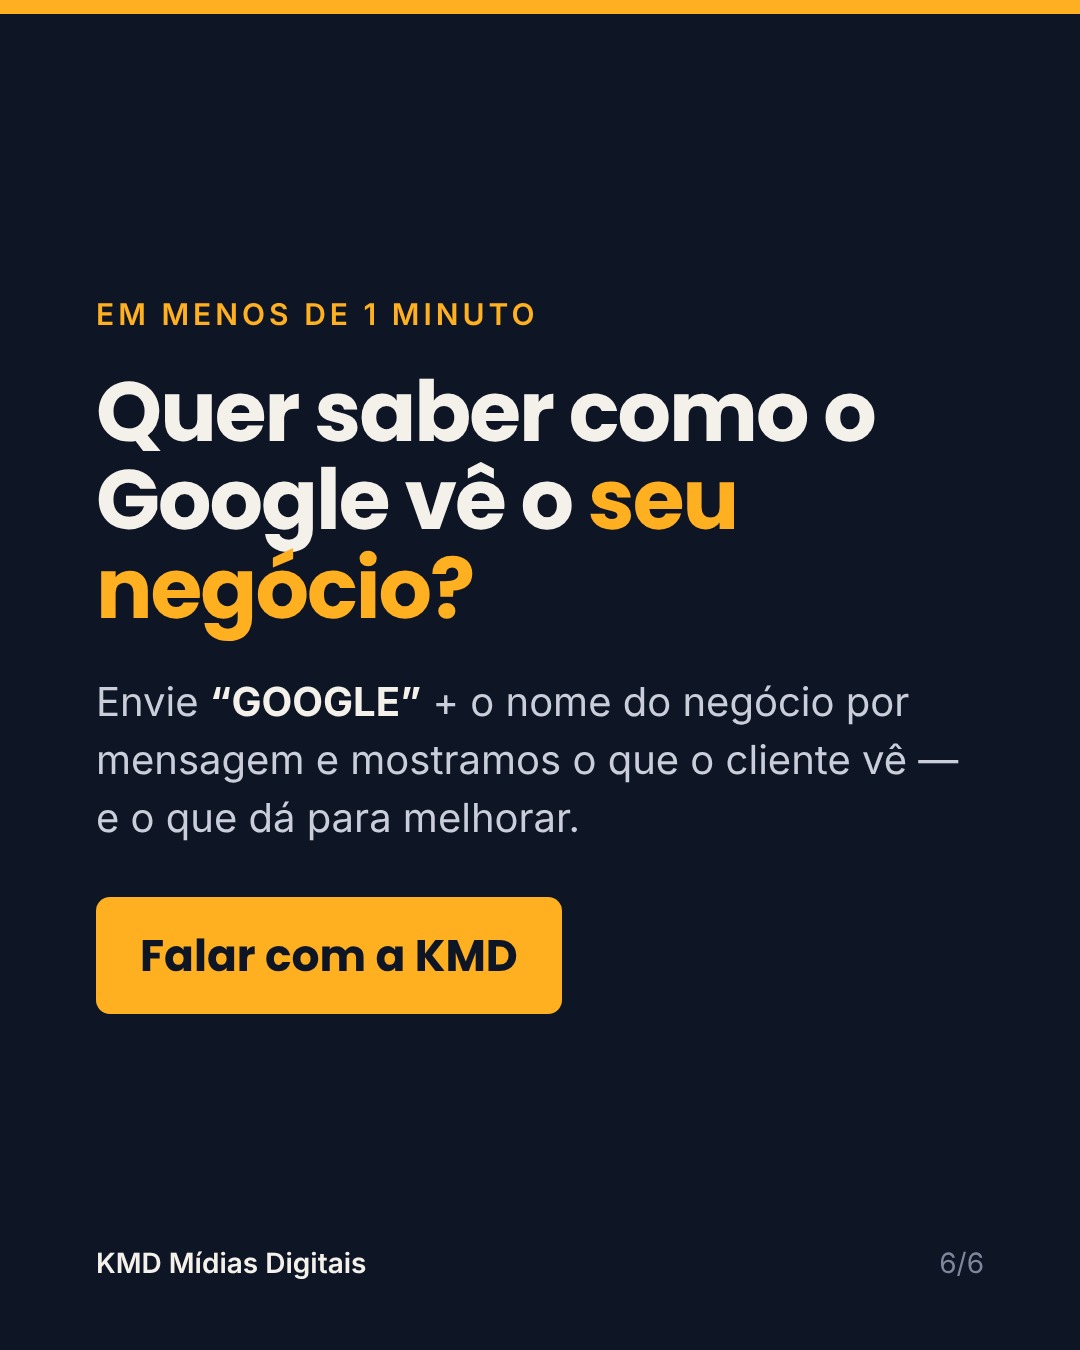 EM MENOS DE 1 MINUTO
Quer saber como o
Google vê o seu
negócio?
Envie “GOOGLE” + o nome do negócio por
mensagem e mostramos o que o cliente vê —
e o que dá para melhorar.
Falar com a KMD
KMD Mídias Digitais
6/6